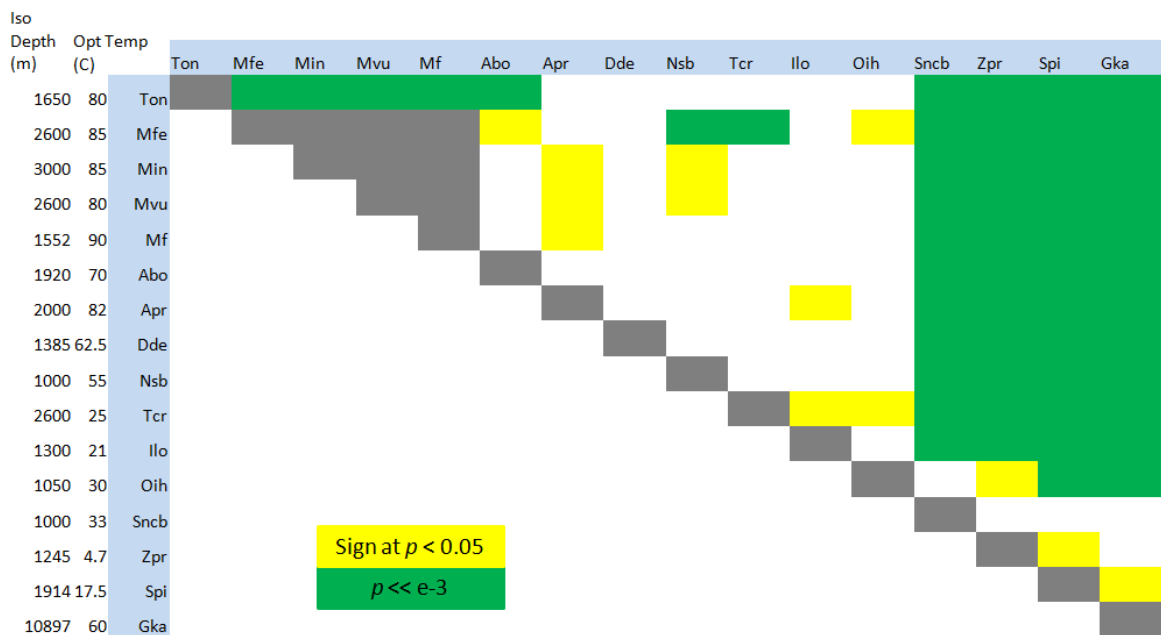 Iso
Depth Opt Temp
(m) (C) Ton Mfe Min Mvu Mf Abo Apr Dde Nsb Tcr Ilo Oih Sncb Zpr Spi Gka
1650 80 Ton
2600 85 Mfe
3000 85 Min
2600 80 Mvu
1552 90 Mf
1920 70 Abo
2000 82 Apr
1385 62.5 Dde
1000 55 Nsb
2600 25 Tcr
1300 21 Ilo
1050 30 Oih
1000 33 Sncb
Sign at p < 0.05
1245 4.7 Zpr
p << e-3
1914 17.5 Spi
10897 60 Gka